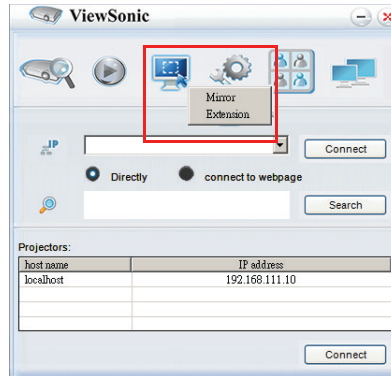 ViewSonic
Mirror
Extension
IP
Connect
Directly
connect to webpage
Search
Projectors:
host name IP address
localhost 192.168.111.10
Connect